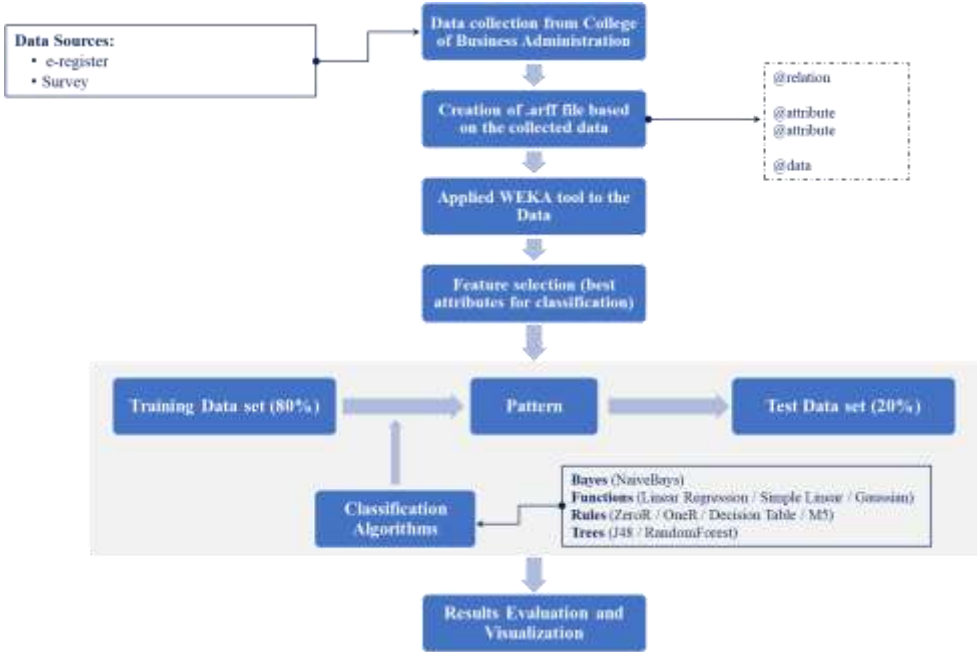 Data collection from College
of Business Administration
Data Sources:
• e-register
• Survey
Creation of .arff file based
on the collected data
@relation
@attribute
@attribute
@data
Applied WEKA tool to the
Data
Feature selection (best
attributes for classification)
Training Data set (80%)
Pattern
Test Data set (20%)
Classification
Algorithms
Bayes (NaiveBays)
Functions (Linear Regression / Simple Linear / Gaussian)
Rules (ZeroR / OneR / Decision Table / M5)
Trees (J48 / RandomForest)
Results Evaluation and
Visualization